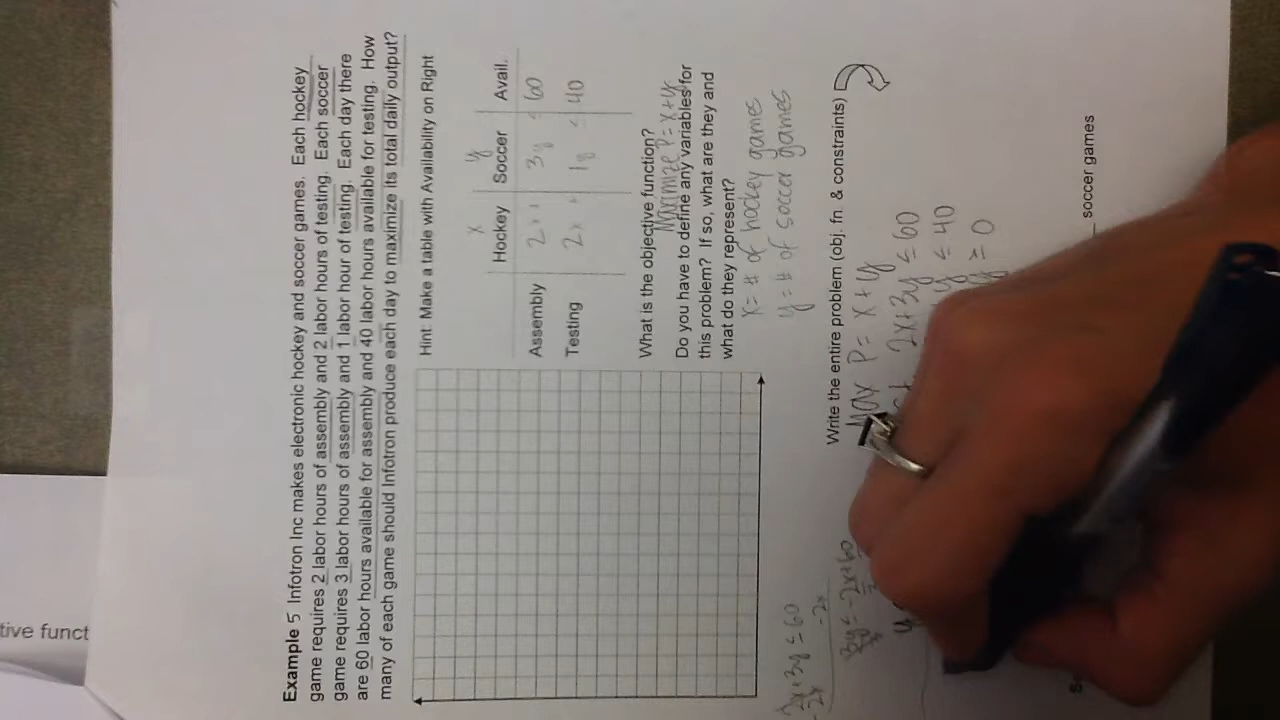 tive funct
Example 5 Infotron Inc makes electronic hockey and soccer games. Each hockey
game requires 2 labor hours of assembly and 2 labor hours of testing. Each soccer
game requires 3 labor hours of assembly and 1 labor hour of testing. Each day there
are 60 labor hours available for assembly and 40 labor hours available for testing. How
many of each game should Infotron produce each day to maximize its total daily output?
Hint: Make a table with Availability on Right
x y
Hockey Soccer Avail.
Assembly 2x + 3y ≤ 60
Testing 2x + 1y ≤ 40
What is the objective function?
Maximize P = x + y
Do you have to define any variables for
this problem? If so, what are they and
what do they represent?
x = # of hockey games
y = # of soccer games
Write the entire problem (obj. fn & constraints)
Max P = x + y
2x + 3y ≤ 60
y ≤ 40
y ≥ 0
2x + 3y ≤ 60
-2x -2x
3y ≤ -2x + 60
soccer games